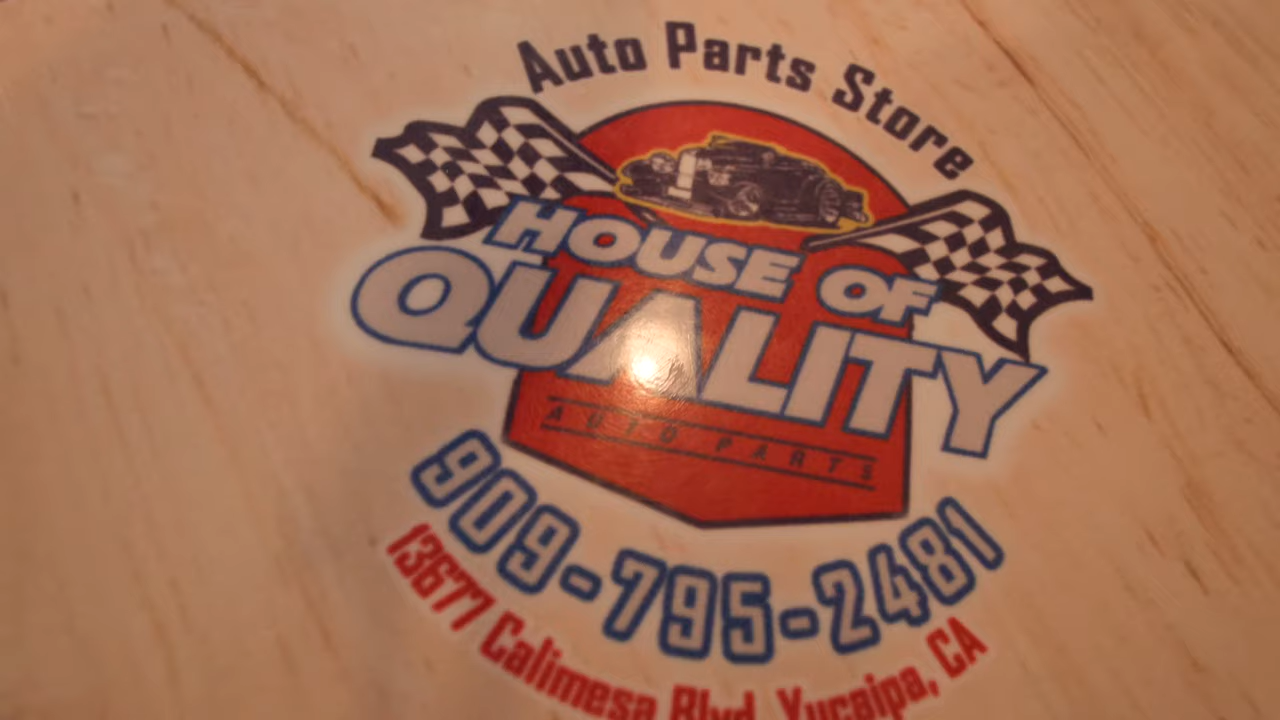 Auto Parts Store
HOUSE OF
QUALITY
AUTO PARTS
909-795-2481
13677 Calimesa Blvd. Yucaipa, CA